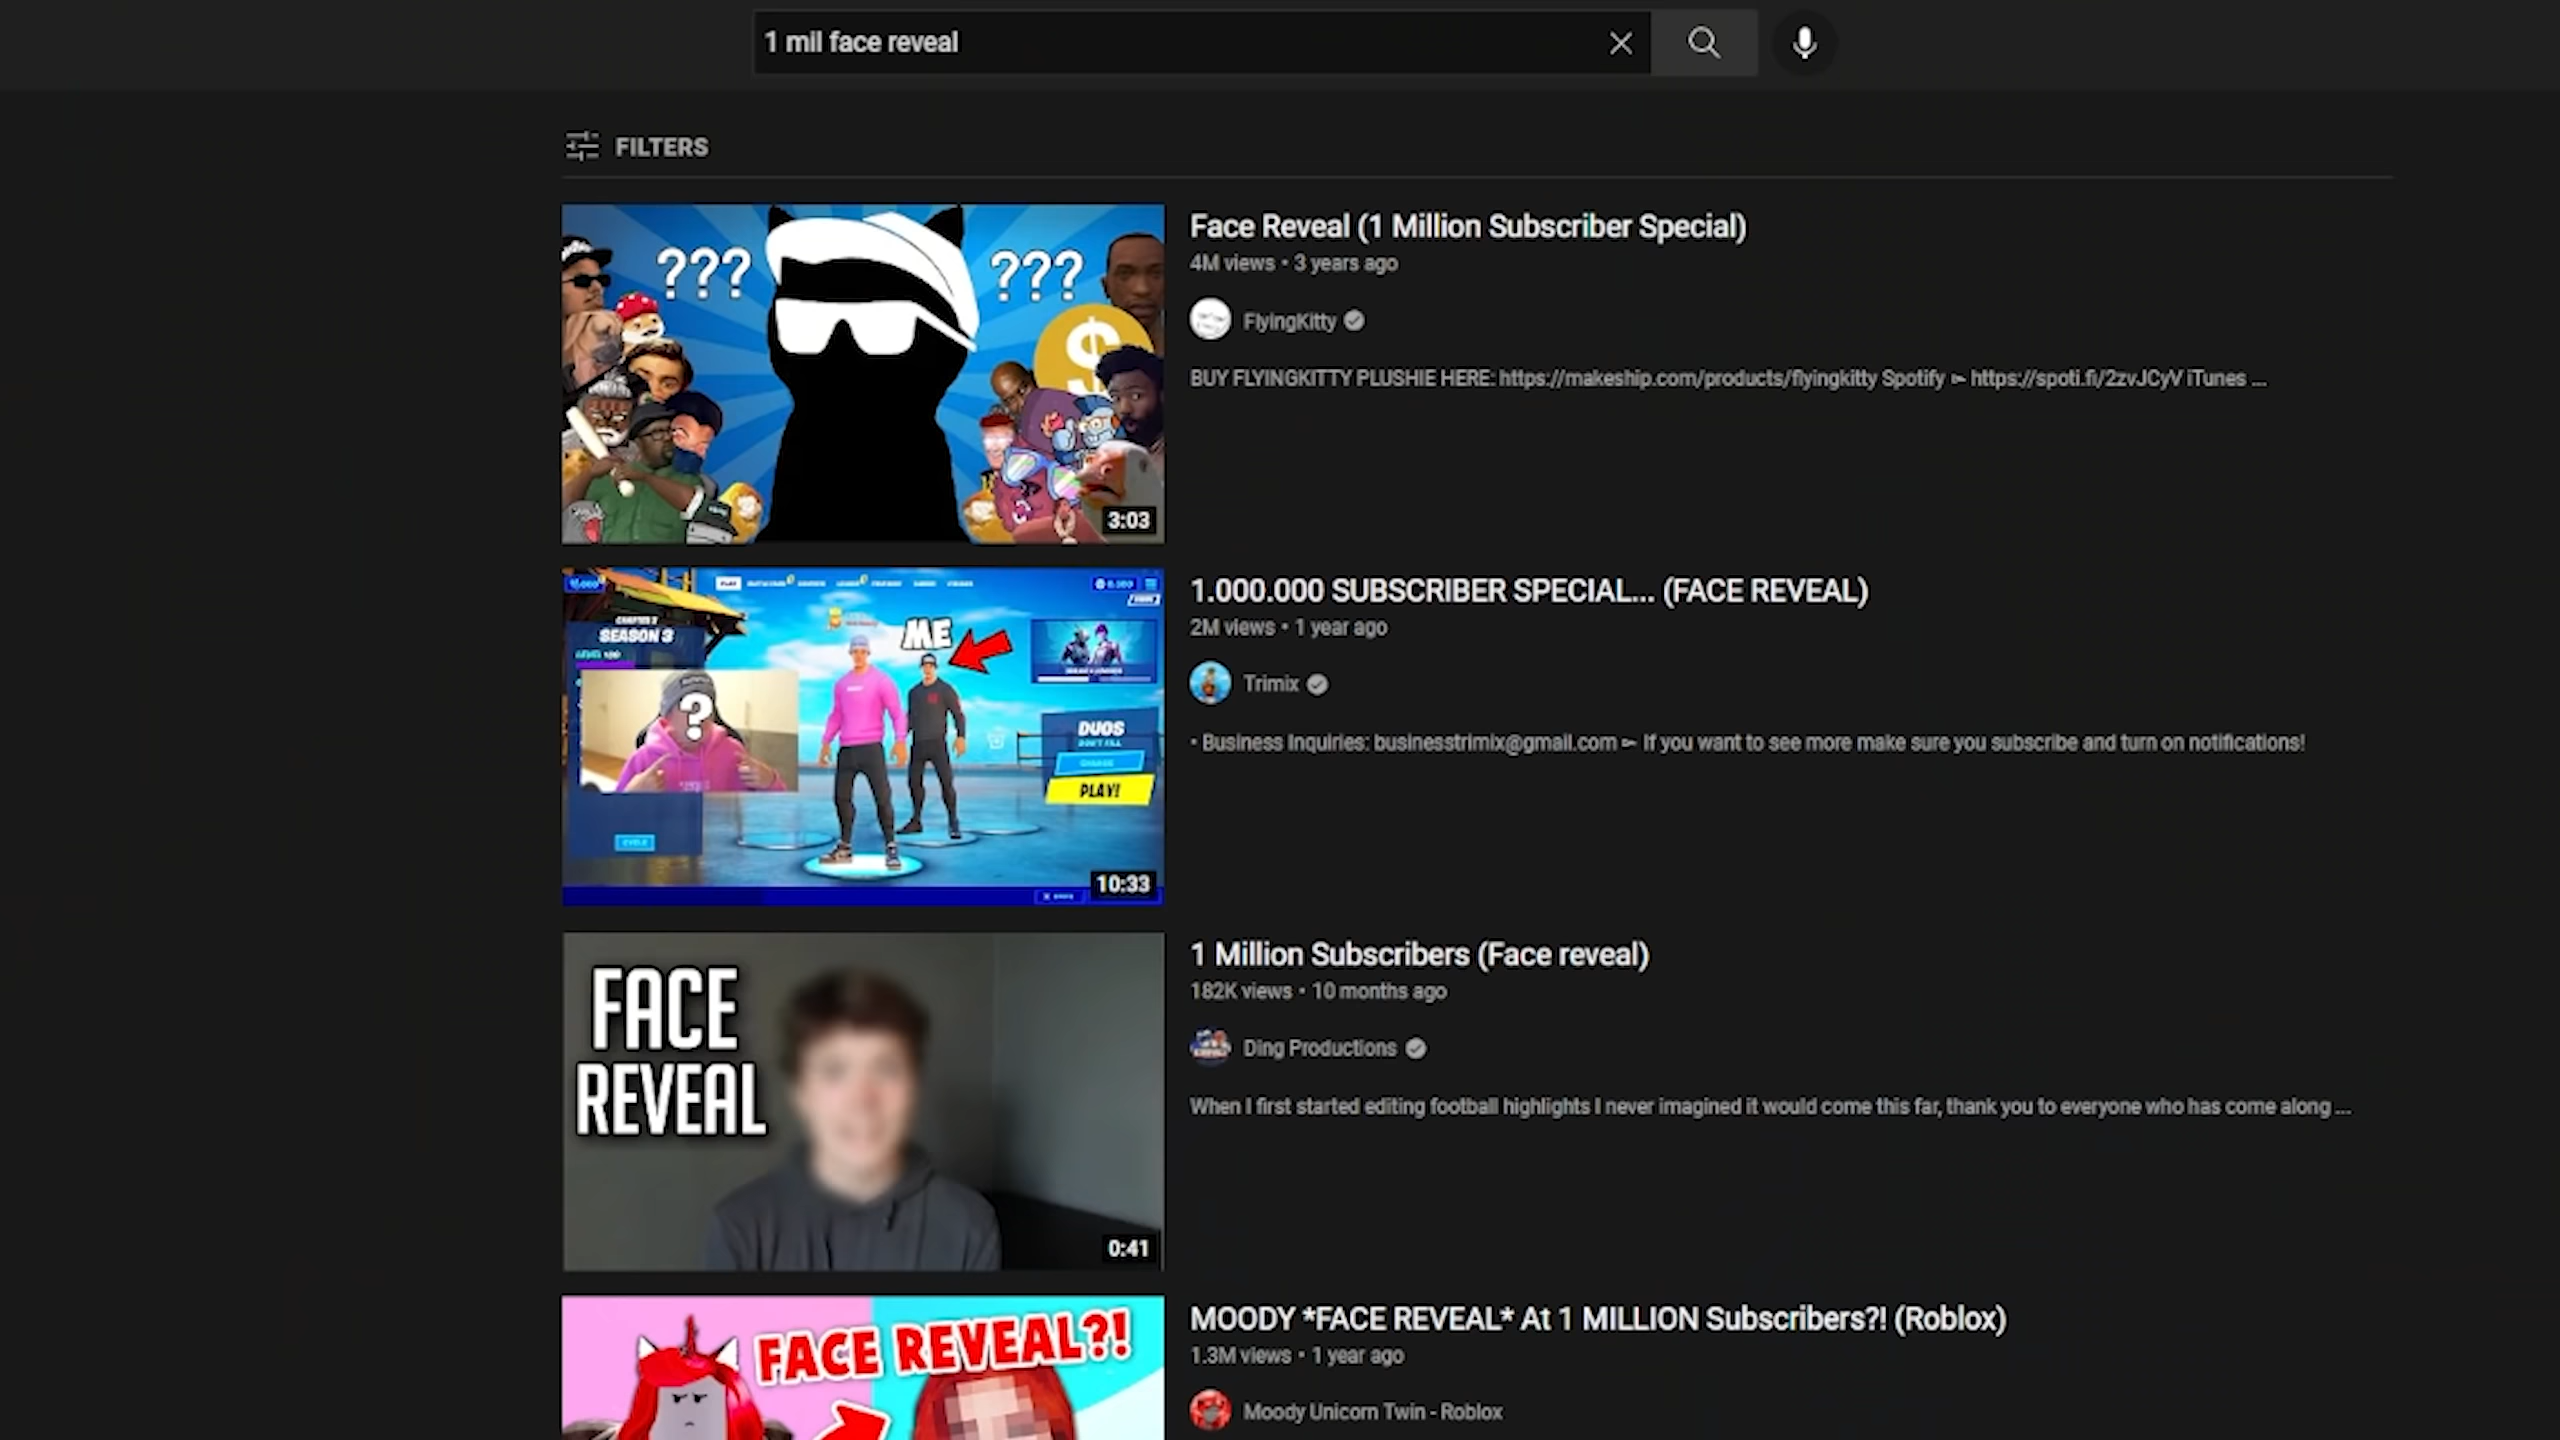 1 mil face reveal
FILTERS
??? ???
3:03
Face Reveal (1 Million Subscriber Special)
4M views • 3 years ago
FlyingKitty
BUY FLYINGKITTY PLUSHIE HERE: https://makeship.com/products/flyingkitty Spotify ► https://spoti.fi/2zvJCyV iTunes ...
CHAPTER 2
SEASON 3
ME
?
DUOS
DON'T FILL
CHANGE
PLAY!
10:33
1.000.000 SUBSCRIBER SPECIAL... (FACE REVEAL)
2M views • 1 year ago
Trimix
• Business Inquiries: businesstrimix@gmail.com ► If you want to see more make sure you subscribe and turn on notifications!
FACE
REVEAL
0:41
1 Million Subscribers (Face reveal)
182K views • 10 months ago
Ding Productions
When I first started editing football highlights I never imagined it would come this far, thank you to everyone who has come along ...
FACE REVEAL?!
MOODY *FACE REVEAL* At 1 MILLION Subscribers?! (Roblox)
1.3M views • 1 year ago
Moody Unicorn Twin - Roblox